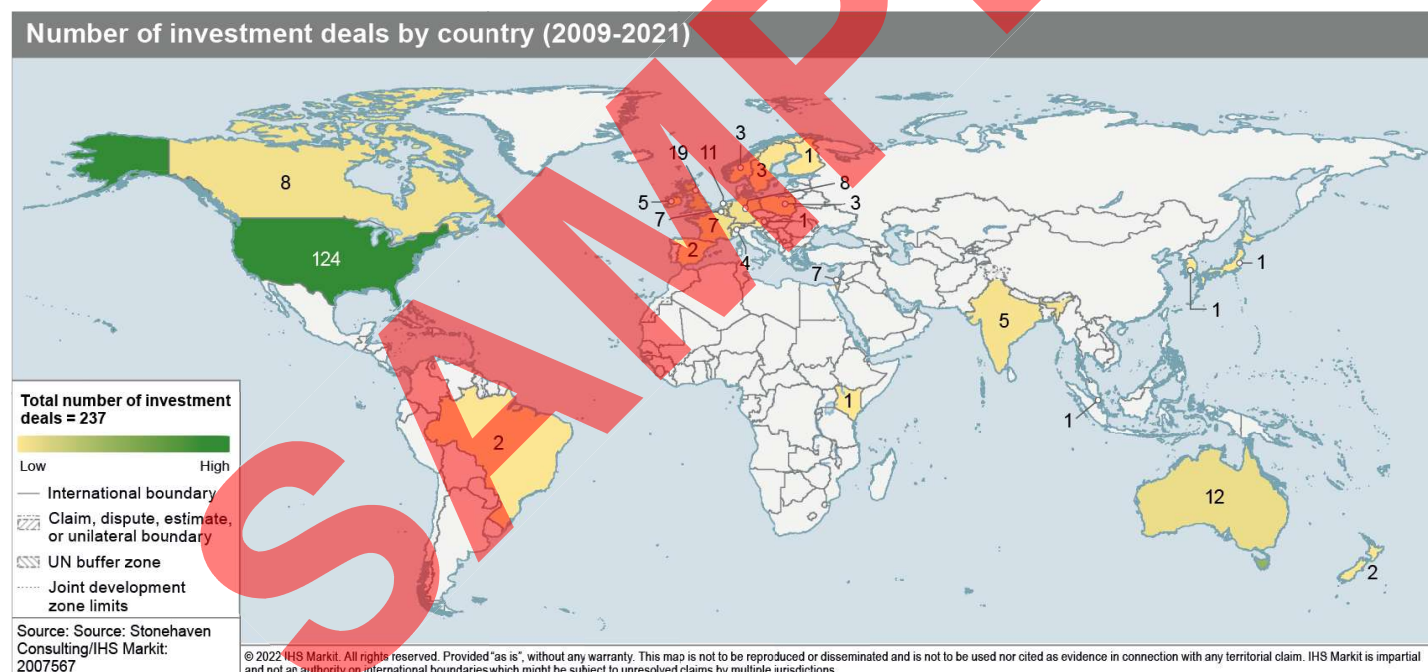 Number of investment deals by country (2009-2021)
3
19 11
3
1
8
8
5
3
7
1
7
2
4
7
124
1
1
5
1
1
2
12
2
Total number of investment
deals = 237
Low High
International boundary
Claim, dispute, estimate,
or unilateral boundary
UN buffer zone
Joint development
zone limits
Source: Source: Stonehaven
Consulting/IHS Markit:
2007567
© 2022 IHS Markit. All rights reserved. Provided "as is", without any warranty. This map is not to be reproduced or disseminated and is not to be used nor cited as evidence in connection with any territorial claim. IHS Markit is impartial
and not an authority on international boundaries which might be subject to unresolved claims by multiple jurisdictions.